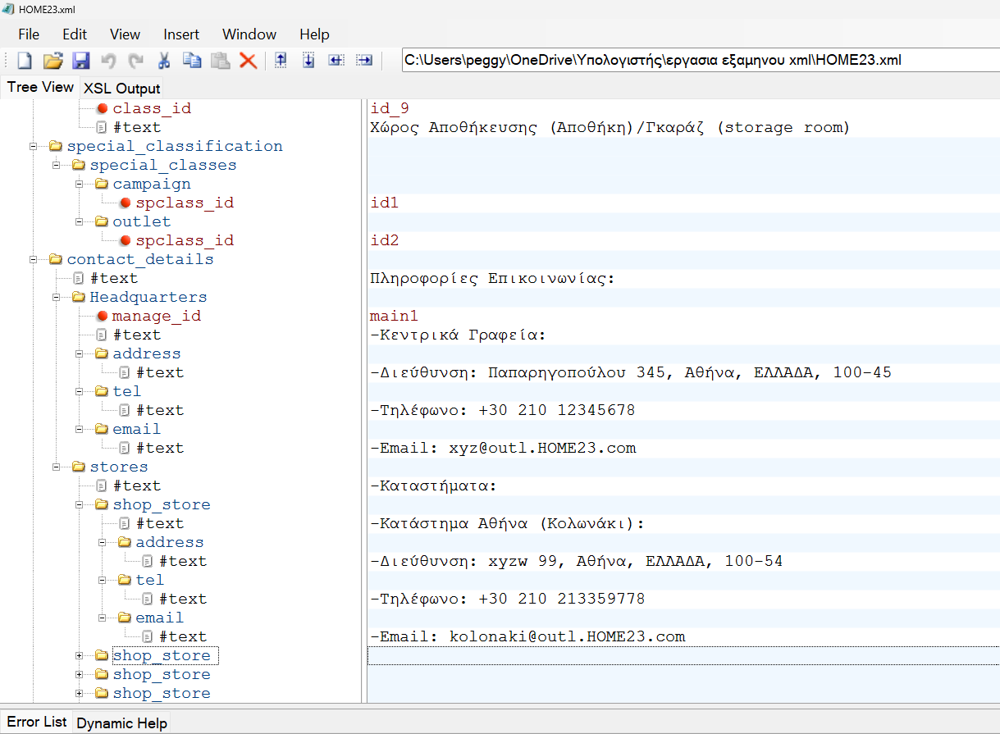 HOME23.xml
File Edit View Insert Window Help
C:\Users\peggy\OneDrive\Υπολογιστής\εργασια εξαμηνου xml\HOME23.xml
Tree View XSL Output
class_id id_9
#text Χώρος Αποθήκευσης (Αποθήκη)/Γκαράζ (storage room)
special_classification
special_classes
campaign
spclass_id id1
outlet
spclass_id id2
contact_details
#text Πληροφορίες Επικοινωνίας:
Headquarters
manage_id main1
#text -Κεντρικά Γραφεία:
address
#text -Διεύθυνση: Παπαρηγοπούλου 345, Αθήνα, ΕΛΛΑΔΑ, 100-45
tel
#text -Τηλέφωνο: +30 210 12345678
email
#text -Email: xyz@outl.HOME23.com
stores
#text -Καταστήματα:
shop_store
#text -Κατάστημα Αθήνα (Κολωνάκι):
address
#text -Διεύθυνση: xyzw 99, Αθήνα, ΕΛΛΑΔΑ, 100-54
tel
#text -Τηλέφωνο: +30 210 213359778
email
#text -Email: kolonaki@outl.HOME23.com
shop_store
shop_store
shop_store
Error List Dynamic Help